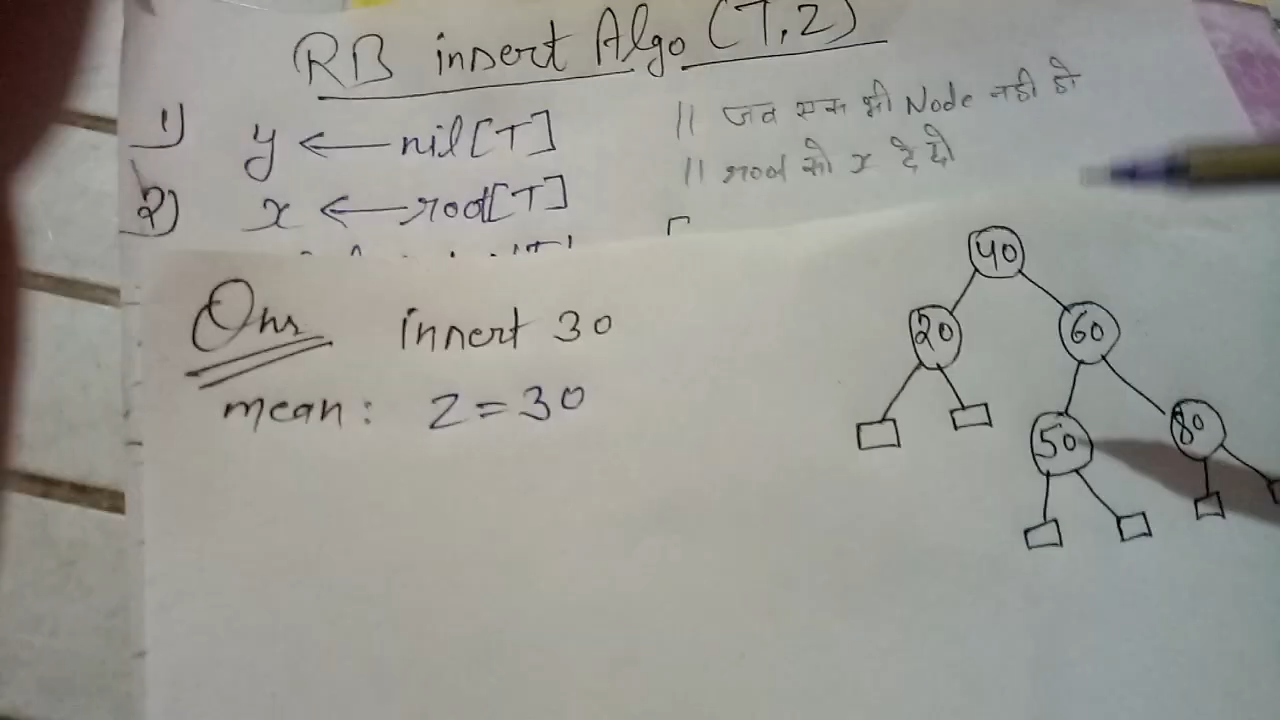 RB insert Algo (T,Z)
1) y ← nil[T] || जब एक भी Node नही हो
2) x ← root[T] || root को x दे दो
Ques insert 30
mean: Z = 30
40
20 60
50 80